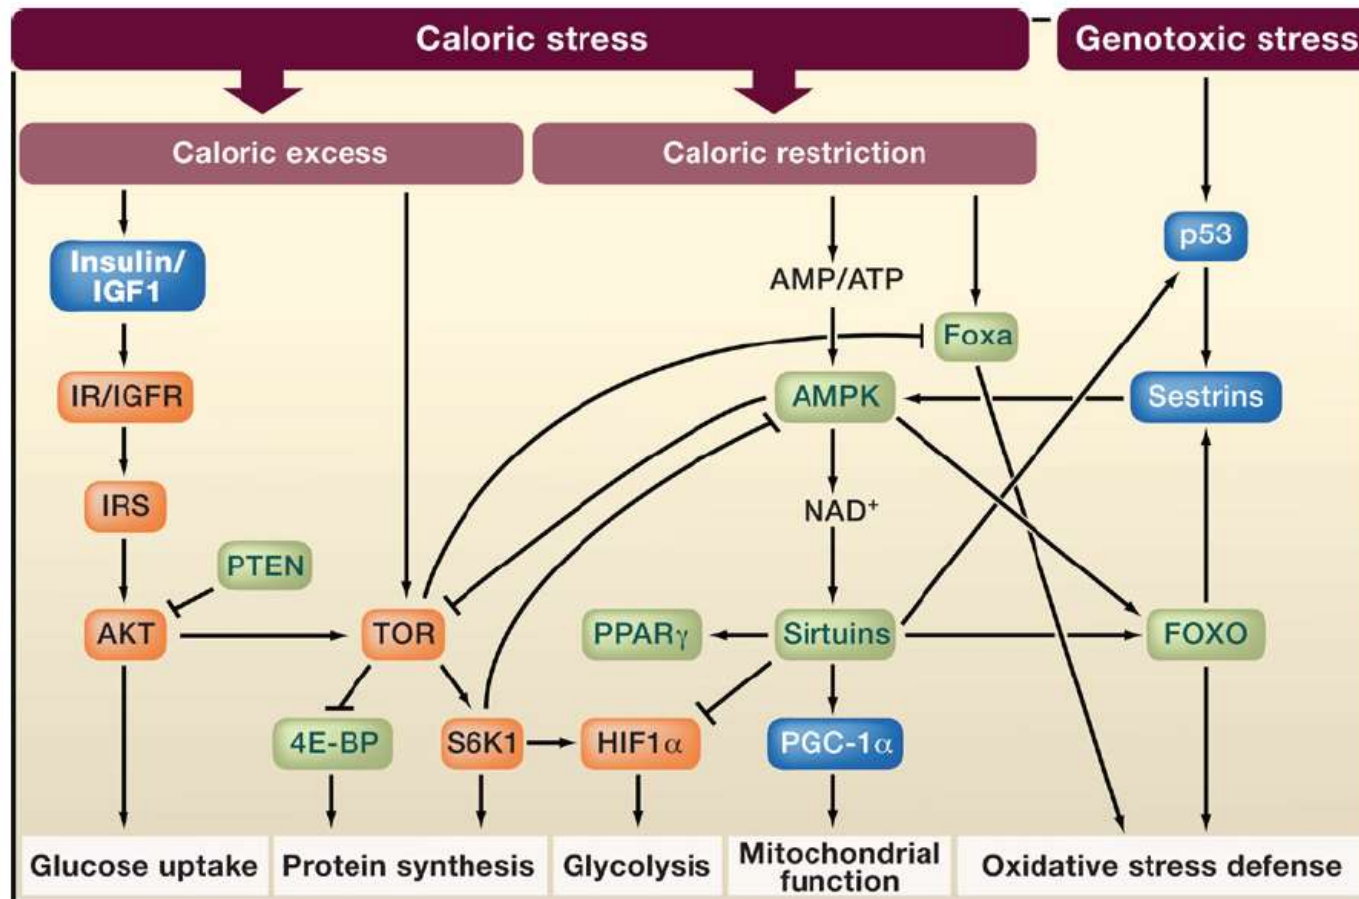 Caloric stress
Genotoxic stress
Caloric excess
Caloric restriction
p53
Insulin/
IGF1
AMP/ATP
Foxa
IR/IGFR
AMPK
Sestrins
IRS
NAD⁺
PTEN
AKT
TOR
PPARγ
Sirtuins
FOXO
4E-BP
S6K1
HIF1α
PGC-1α
Glucose uptake
Protein synthesis
Glycolysis
Mitochondrial
function
Oxidative stress defense